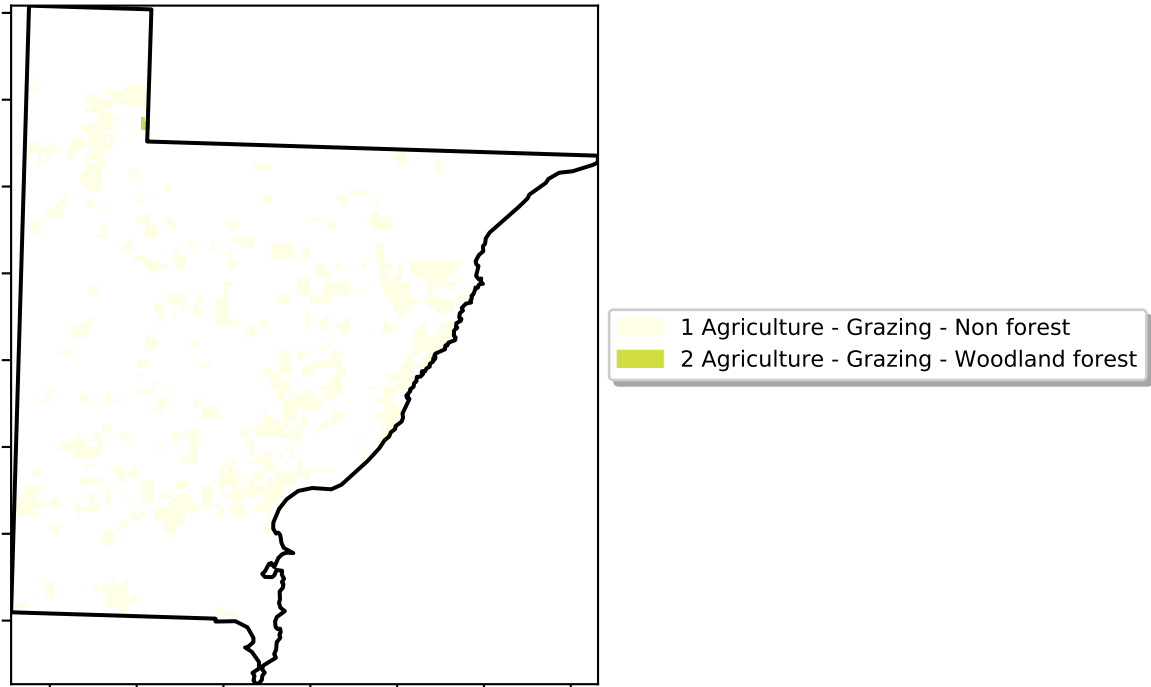 1 Agriculture - Grazing - Non forest
2 Agriculture - Grazing - Woodland forest